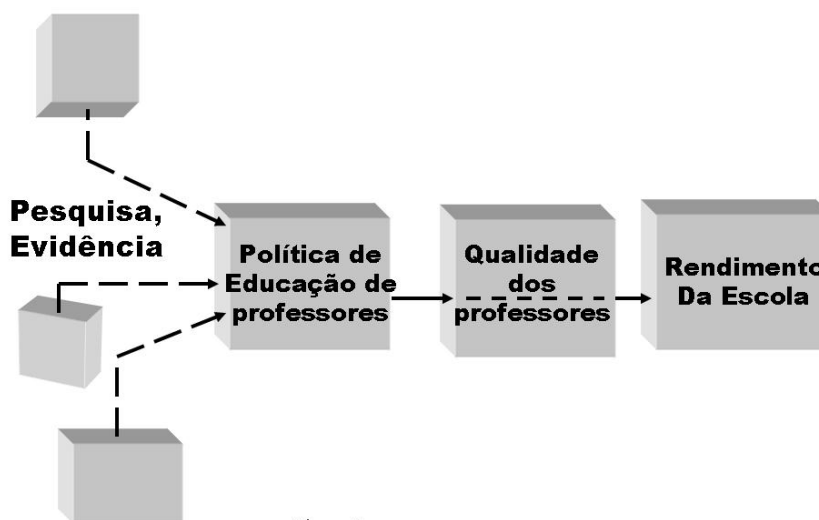 Pesquisa,
Evidência
Política de
Educação de
professores
Qualidade
dos
professores
Rendimento
Da Escola